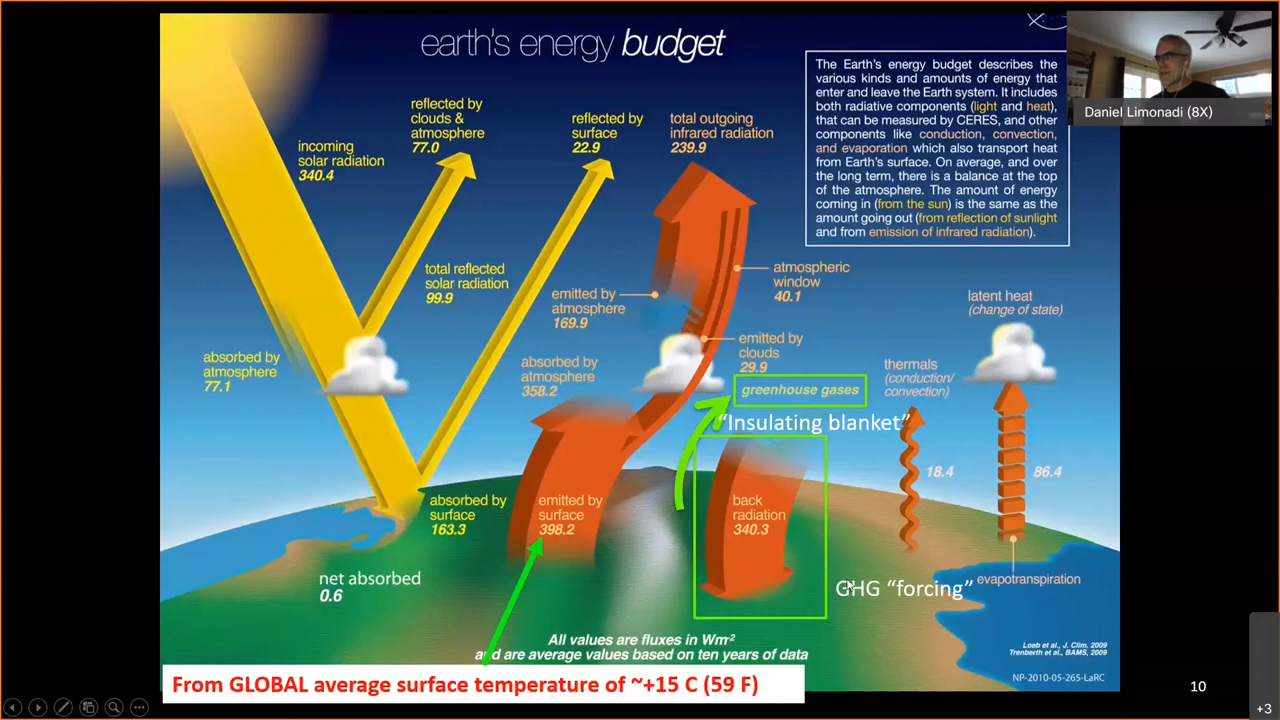 earth's energy budget
The Earth's energy budget describes the
various kinds and amounts of energy that
enter and leave the Earth system. It includes
both radiative components (light and heat),
that can be measured by CERES, and other
components like conduction, convection,
and evaporation which also transport heat
from Earth's surface. On average, and over
the long term, there is a balance at the top
of the atmosphere. The amount of energy
coming in (from the sun) is the same as the
amount going out (from reflection of sunlight
and from emission of infrared radiation).
Daniel Limonadi (8X)
reflected by
clouds &
atmosphere
77.0
reflected by
surface
22.9
total outgoing
infrared radiation
239.9
incoming
solar radiation
340.4
total reflected
solar radiation
99.9
emitted by
atmosphere
169.9
atmospheric
window
40.1
latent heat
(change of state)
absorbed by
atmosphere
77.1
absorbed by
atmosphere
358.2
emitted by
clouds
29.9
greenhouse gases
"Insulating blanket"
thermals
(conduction/
convection)
18.4
86.4
absorbed by
surface
163.3
emitted by
surface
398.2
back
radiation
340.3
net absorbed
0.6
GHG "forcing"
evapotranspiration
All values are fluxes in Wm⁻²
and are average values based on ten years of data
Loeb et al., J. Clim. 2009
Trenberth et al., BAMS, 2009
NP-2010-05-265-LaRC
From GLOBAL average surface temperature of ~+15 C (59 F)
10
+3